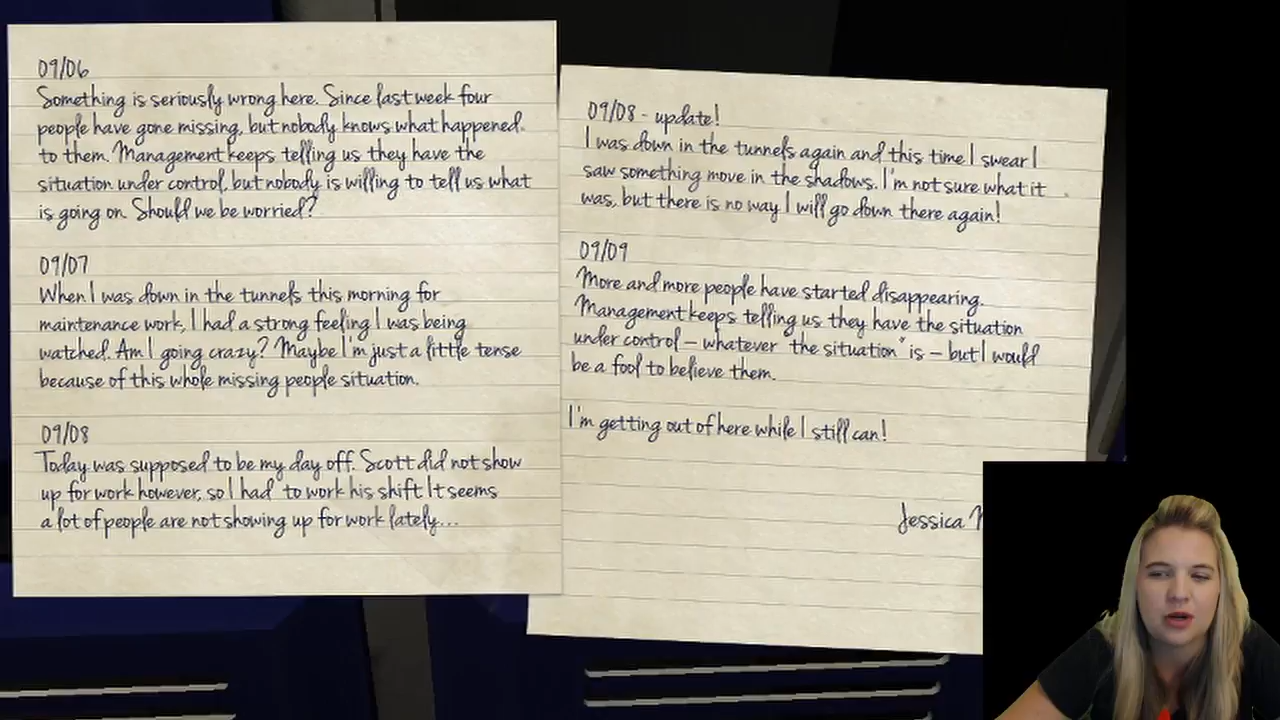 09/06
Something is seriously wrong here. Since last week four
people have gone missing, but nobody knows what happened
to them. Management keeps telling us they have the
situation under control, but nobody is willing to tell us what
is going on. Should we be worried?
09/07
When I was down in the tunnels this morning for
maintenance work, I had a strong feeling I was being
watched. Am I going crazy? Maybe I'm just a little tense
because of this whole missing people situation.
09/08
Today was supposed to be my day off. Scott did not show
up for work however, so I had to work his shift. It seems
a lot of people are not showing up for work lately...
09/08 - update!
I was down in the tunnels again and this time I swear I
saw something move in the shadows. I'm not sure what it
was, but there is no way I will go down there again!
09/09
More and more people have started disappearing.
Management keeps telling us they have the situation
under control – whatever "the situation" is – but I would
be a fool to believe them.
I'm getting out of here while I still can!
Jessica